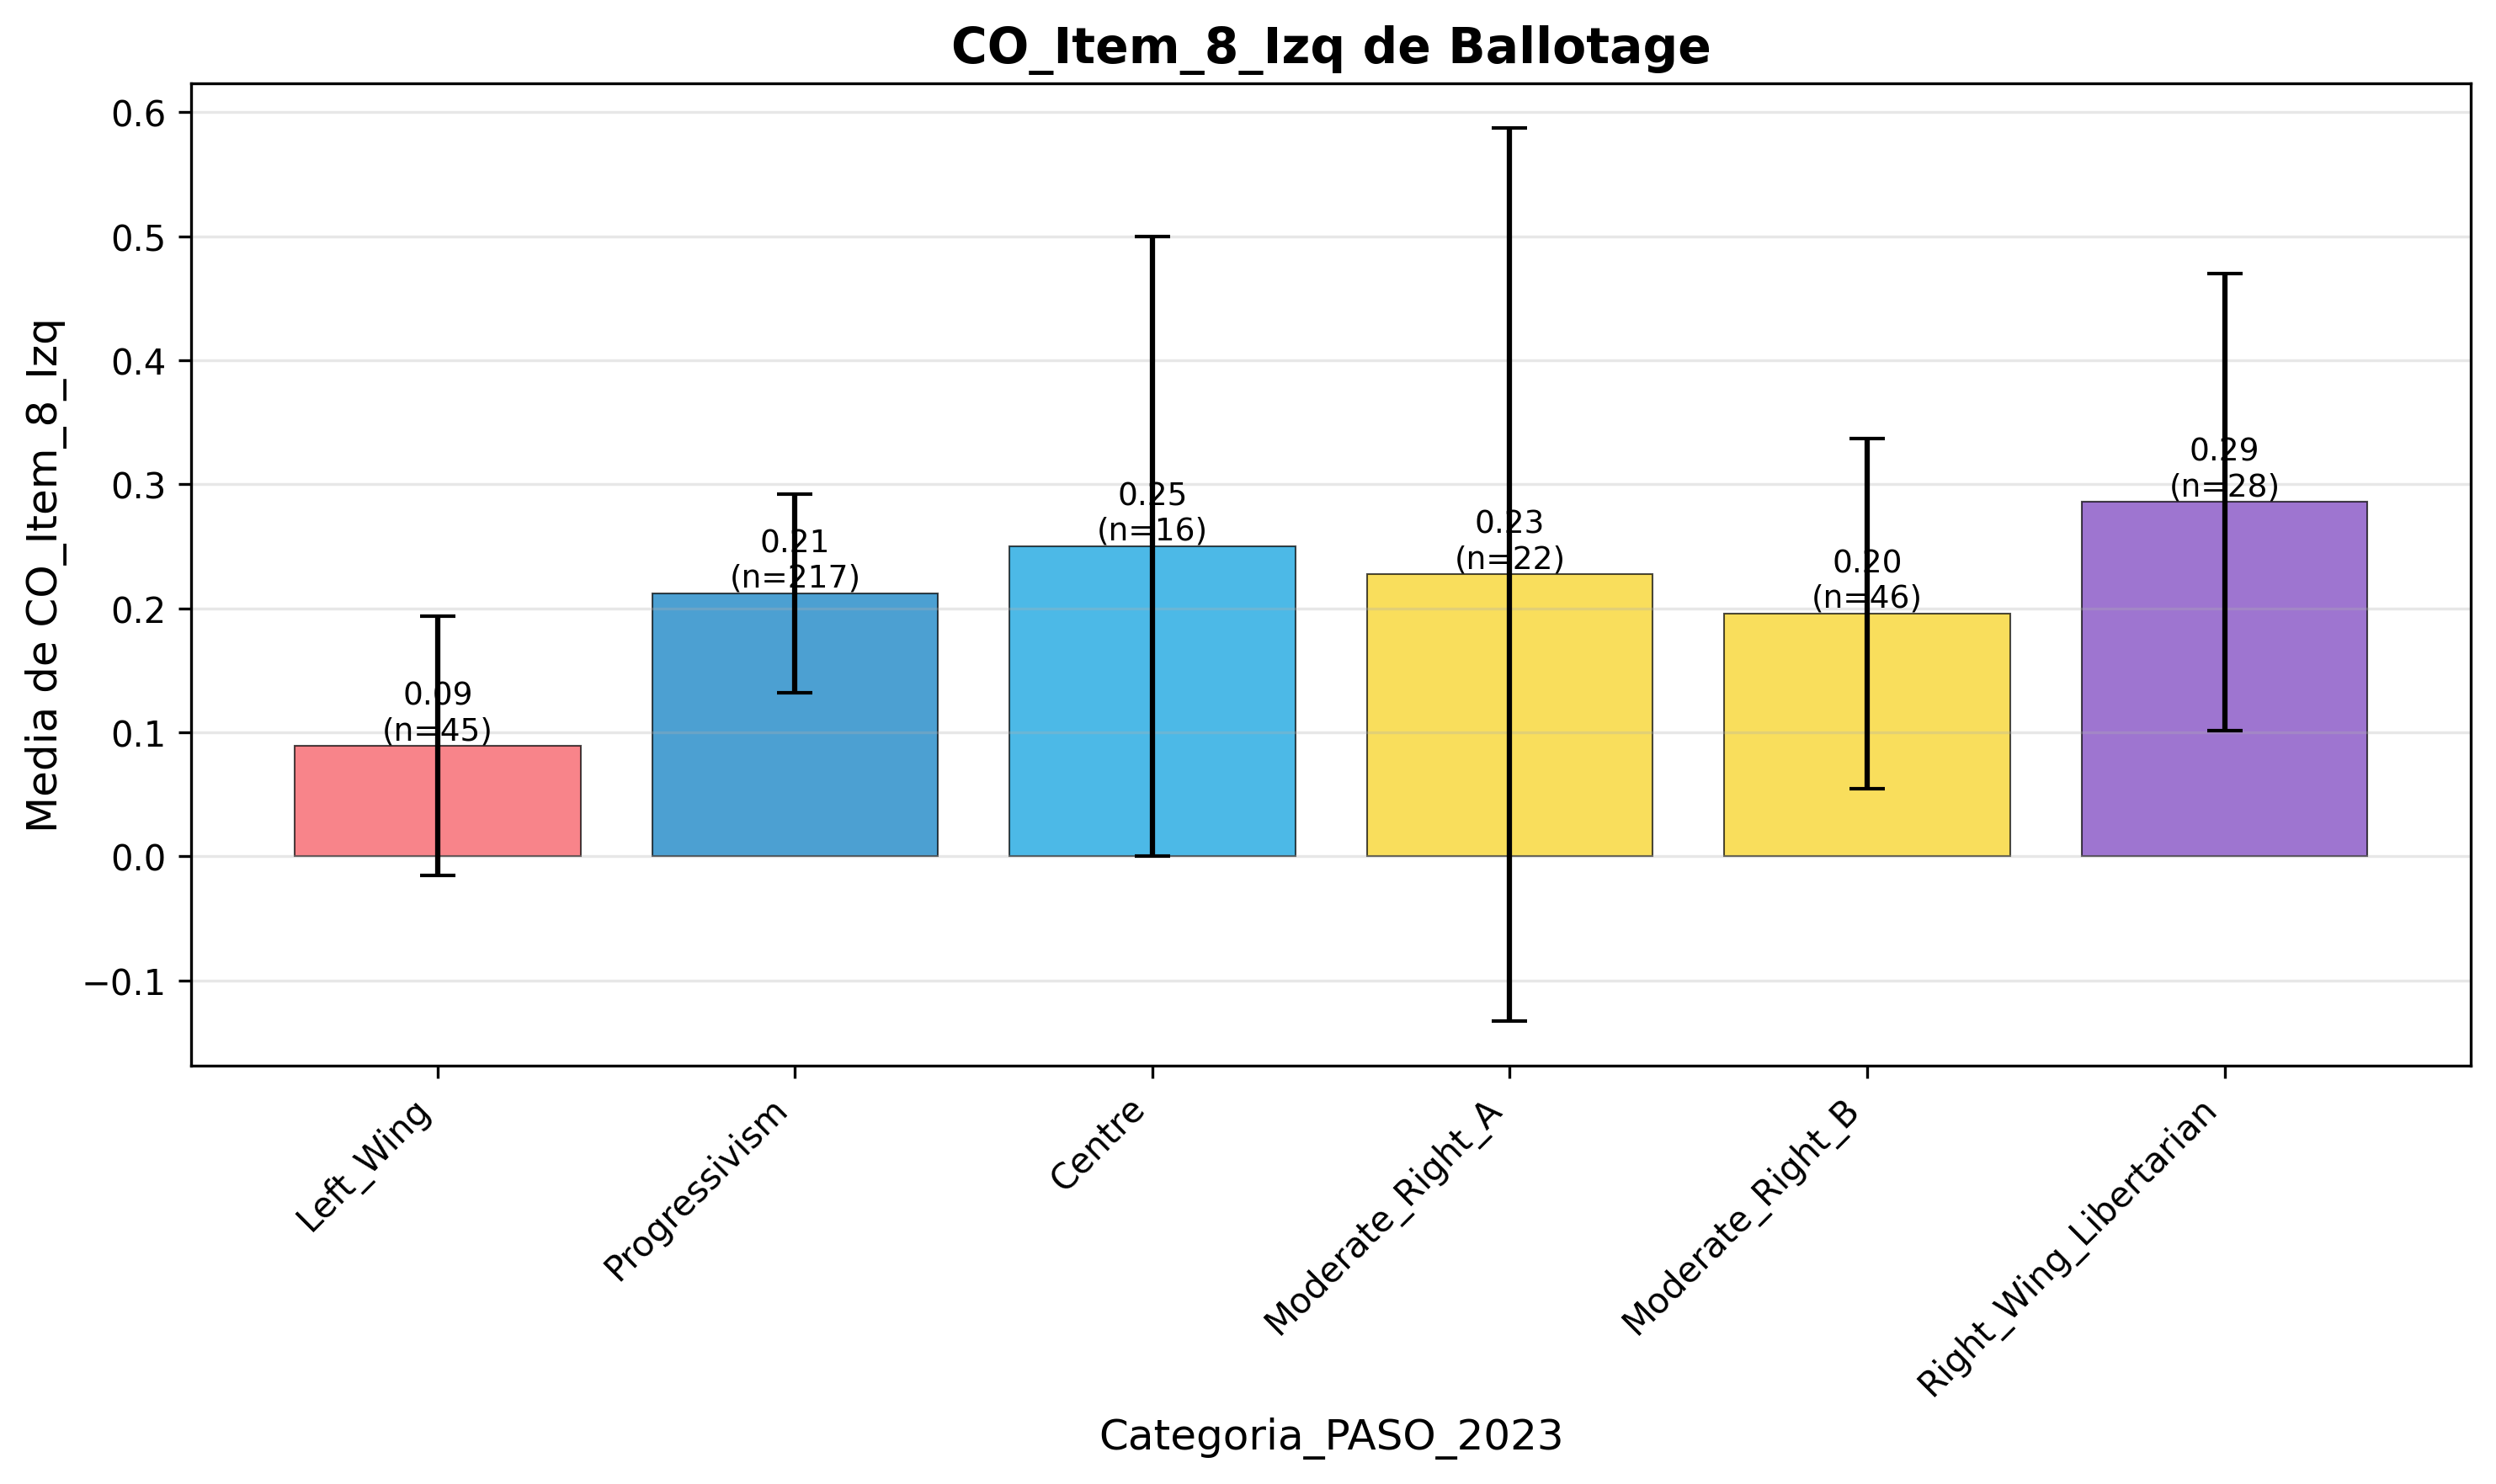 CO_Item_8_Izq de Ballotage
Media de CO_Item_8_Izq
0.6
0.5
0.4
0.3
0.2
0.1
0.0
−0.1
0.09
(n=45)
0.21
(n=217)
0.25
(n=16)
0.23
(n=22)
0.20
(n=46)
0.29
(n=28)
Left_Wing
Progressivism
Centre
Moderate_Right_A
Moderate_Right_B
Right_Wing_Libertarian
Categoria_PASO_2023